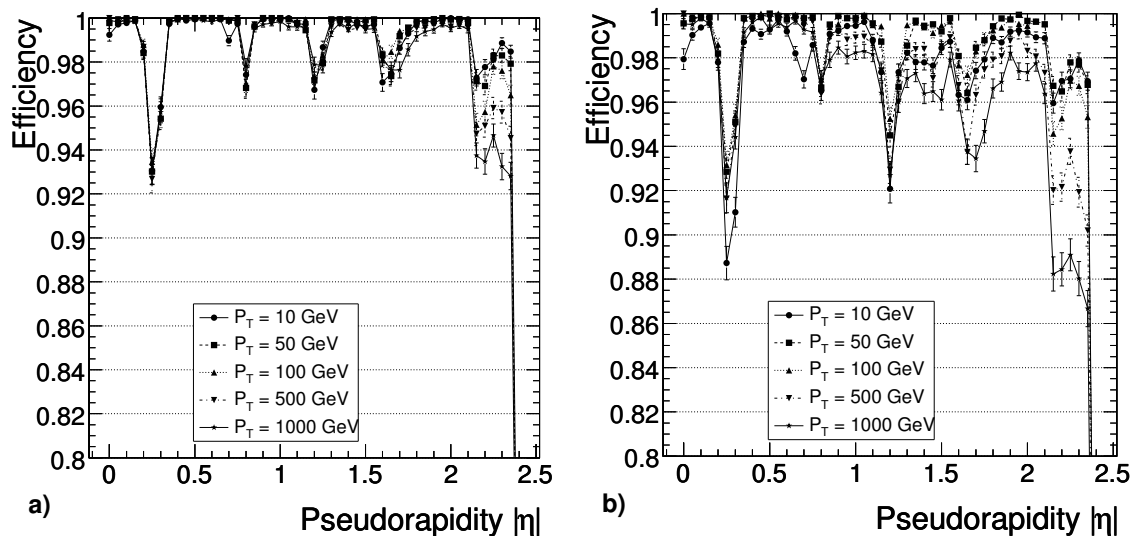 Efficiency
1
0.98
0.96
0.94
0.92
0.9
0.88
0.86
0.84
0.82
0.8
P_T = 10 GeV
P_T = 50 GeV
P_T = 100 GeV
P_T = 500 GeV
P_T = 1000 GeV
0 0.5 1 1.5 2 2.5
a)
Pseudorapidity |η|
Efficiency
1
0.98
0.96
0.94
0.92
0.9
0.88
0.86
0.84
0.82
0.8
P_T = 10 GeV
P_T = 50 GeV
P_T = 100 GeV
P_T = 500 GeV
P_T = 1000 GeV
0 0.5 1 1.5 2 2.5
b)
Pseudorapidity |η|